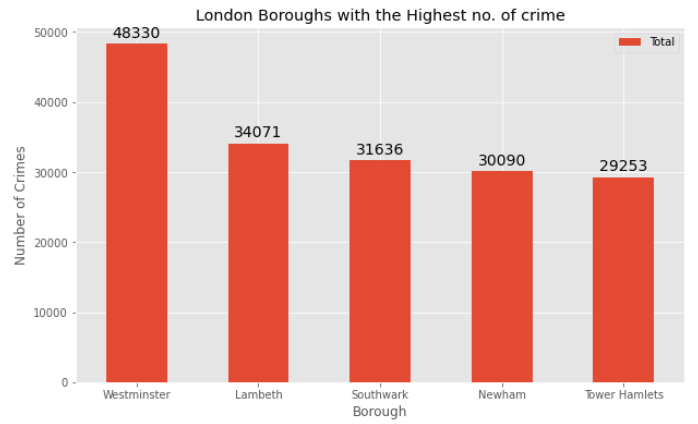 London Boroughs with the Highest no. of crime
50000
40000
30000
20000
10000
0
Number of Crimes
48330
34071
31636
30090
29253
Total
Westminster
Lambeth
Southwark
Newham
Tower Hamlets
Borough